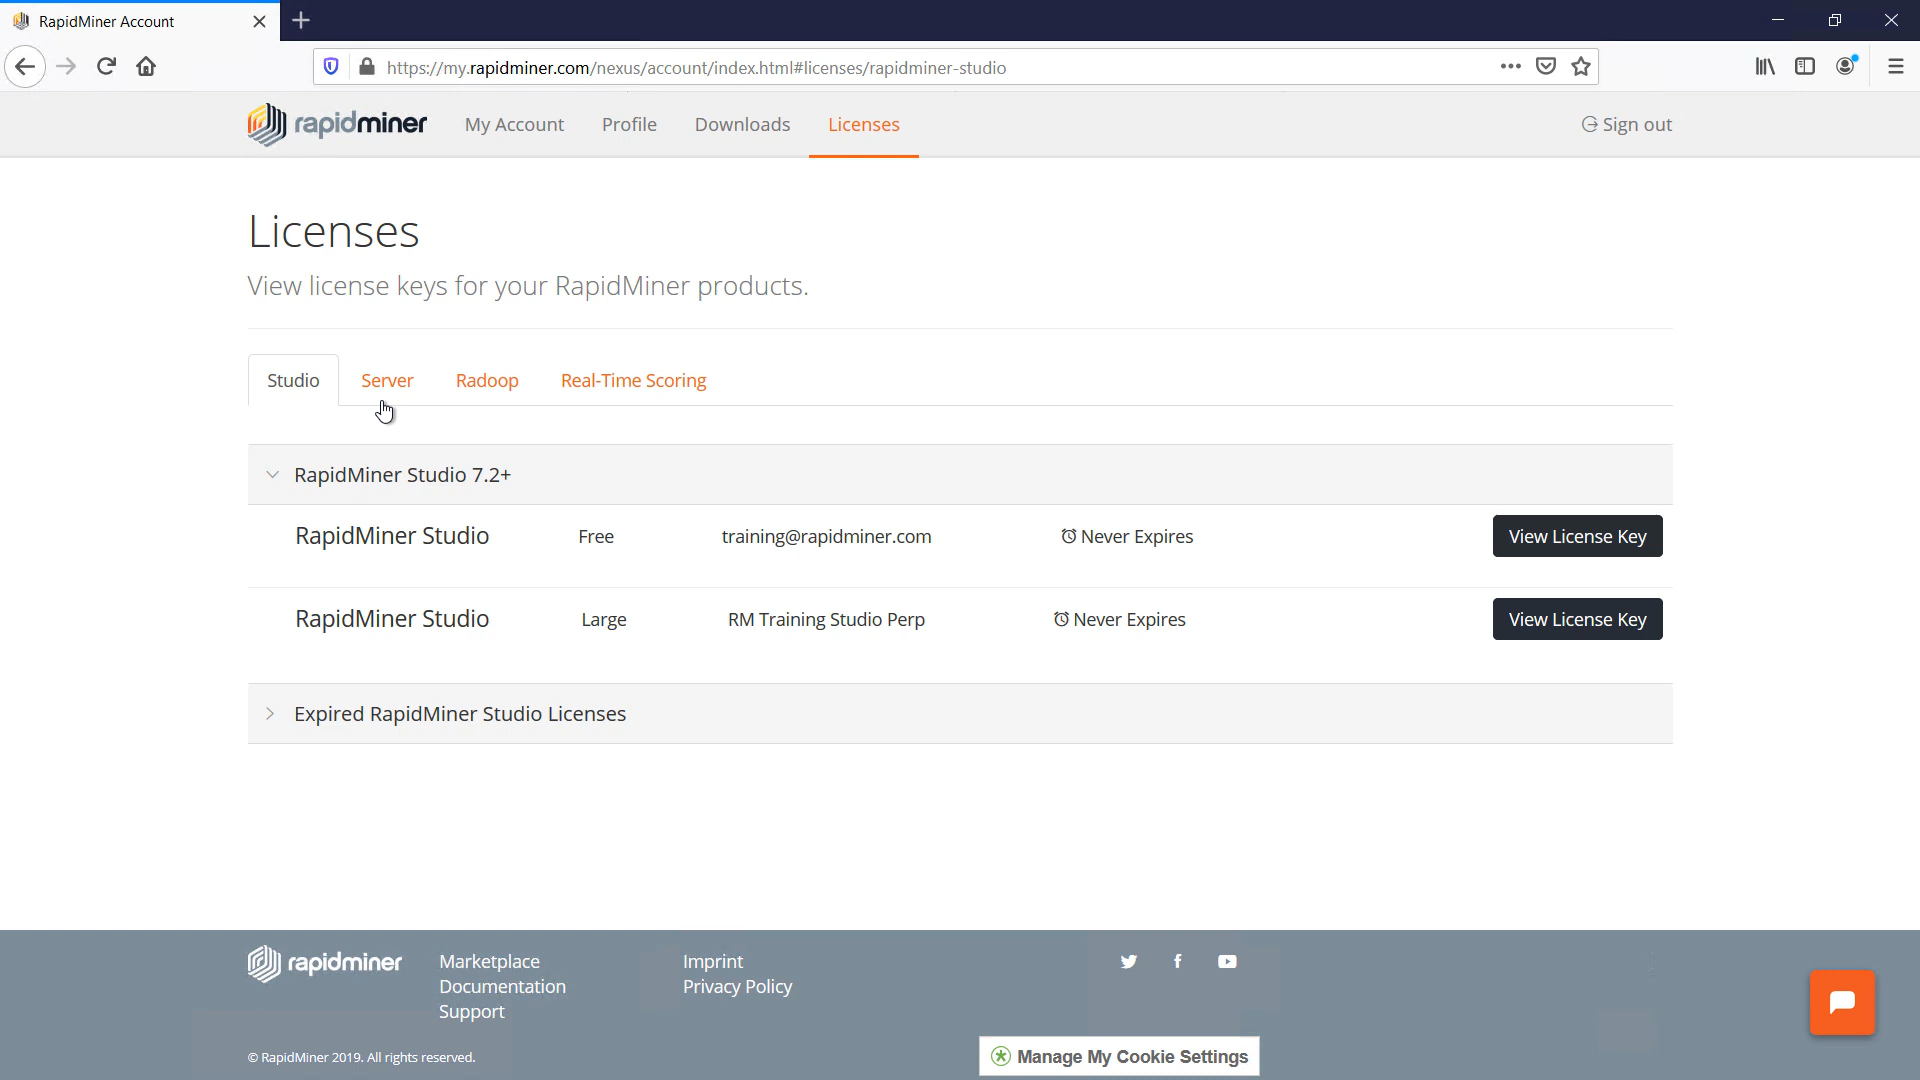 RapidMiner Account
https://my.rapidminer.com/nexus/account/index.html#licenses/rapidminer-studio
rapidminer My Account Profile Downloads Licenses Sign out
Licenses
View license keys for your RapidMiner products.
Studio Server Radoop Real-Time Scoring
RapidMiner Studio 7.2+
RapidMiner Studio Free training@rapidminer.com Never Expires View License Key
RapidMiner Studio Large RM Training Studio Perp Never Expires View License Key
Expired RapidMiner Studio Licenses
rapidminer Marketplace Imprint
Documentation Privacy Policy
Support
© RapidMiner 2019. All rights reserved. Manage My Cookie Settings